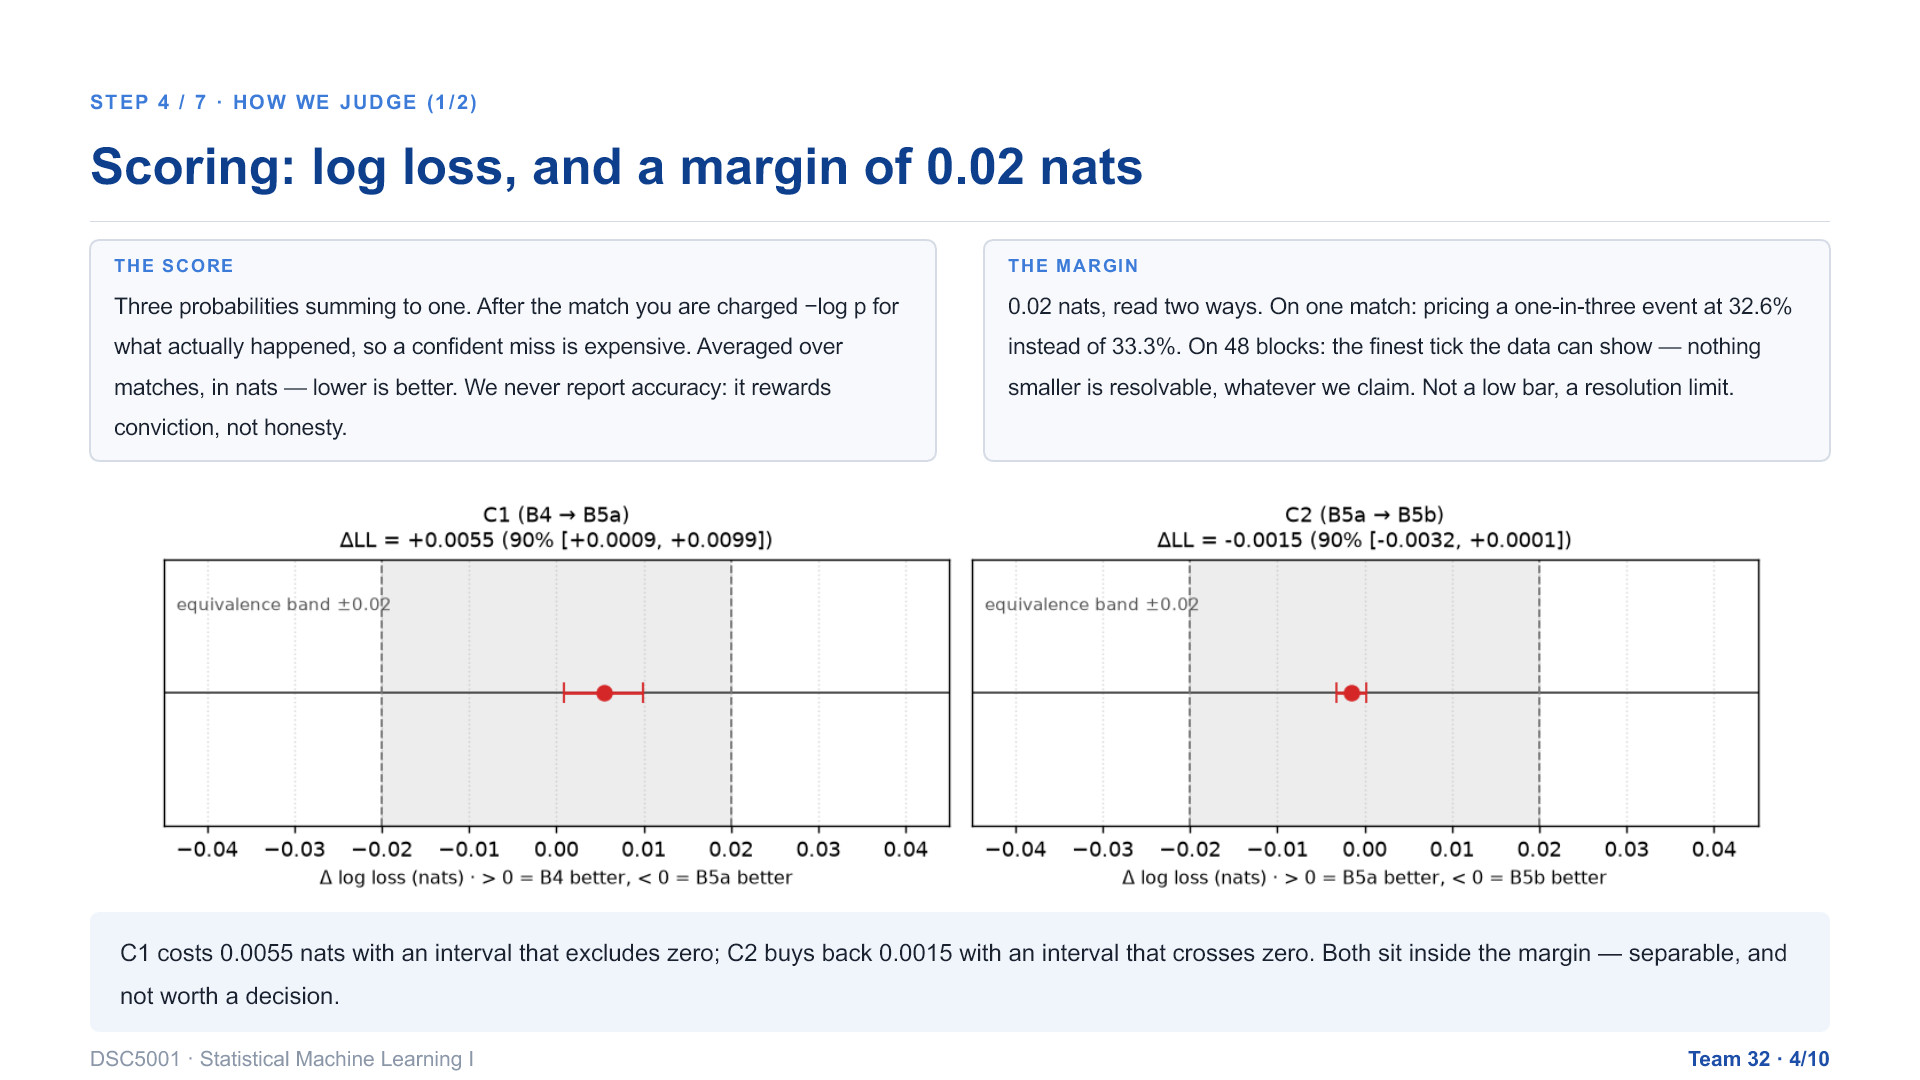 STEP 4 / 7 · HOW WE JUDGE (1/2)
Scoring: log loss, and a margin of 0.02 nats
THE SCORE
Three probabilities summing to one. After the match you are charged −log p for
what actually happened, so a confident miss is expensive. Averaged over
matches, in nats — lower is better. We never report accuracy: it rewards
conviction, not honesty.
THE MARGIN
0.02 nats, read two ways. On one match: pricing a one-in-three event at 32.6%
instead of 33.3%. On 48 blocks: the finest tick the data can show — nothing
smaller is resolvable, whatever we claim. Not a low bar, a resolution limit.
C1 (B4 → B5a)
ΔLL = +0.0055 (90% [+0.0009, +0.0099])
equivalence band ±0.02
−0.04 −0.03 −0.02 −0.01 0.00 0.01 0.02 0.03 0.04
Δ log loss (nats) · > 0 = B4 better, < 0 = B5a better
C2 (B5a → B5b)
ΔLL = -0.0015 (90% [-0.0032, +0.0001])
equivalence band ±0.02
−0.04 −0.03 −0.02 −0.01 0.00 0.01 0.02 0.03 0.04
Δ log loss (nats) · > 0 = B5a better, < 0 = B5b better
C1 costs 0.0055 nats with an interval that excludes zero; C2 buys back 0.0015 with an interval that crosses zero. Both sit inside the margin — separable, and
not worth a decision.
DSC5001 · Statistical Machine Learning I
Team 32 · 4/10